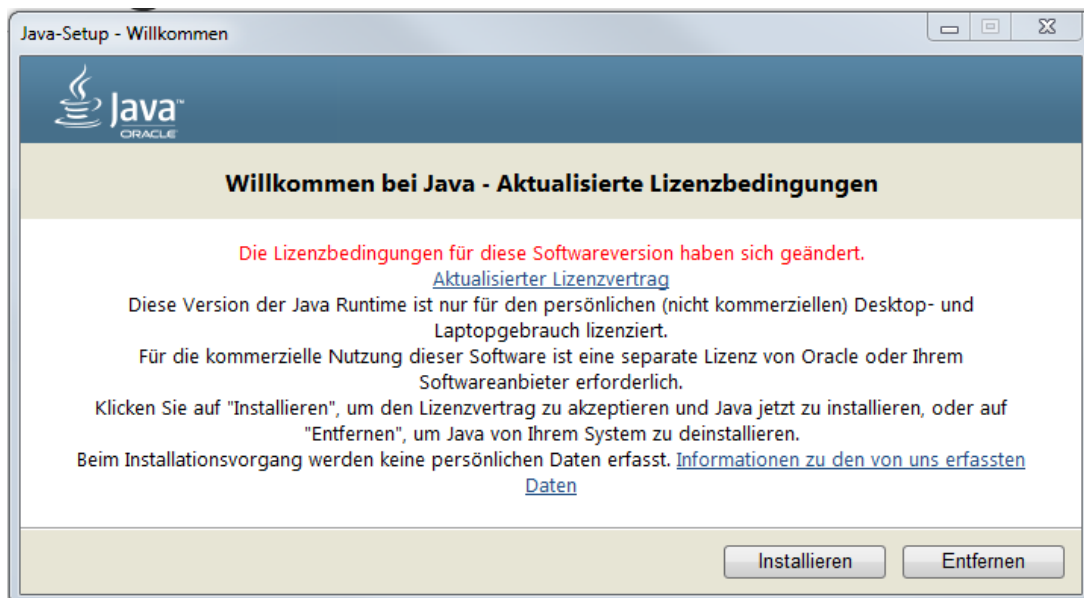 Java-Setup - Willkommen
Java™
ORACLE
Willkommen bei Java - Aktualisierte Lizenzbedingungen
Die Lizenzbedingungen für diese Softwareversion haben sich geändert.
Aktualisierter Lizenzvertrag
Diese Version der Java Runtime ist nur für den persönlichen (nicht kommerziellen) Desktop- und
Laptopgebrauch lizenziert.
Für die kommerzielle Nutzung dieser Software ist eine separate Lizenz von Oracle oder Ihrem
Softwareanbieter erforderlich.
Klicken Sie auf "Installieren", um den Lizenzvertrag zu akzeptieren und Java jetzt zu installieren, oder auf
"Entfernen", um Java von Ihrem System zu deinstallieren.
Beim Installationsvorgang werden keine persönlichen Daten erfasst. Informationen zu den von uns erfassten
Daten
Installieren
Entfernen